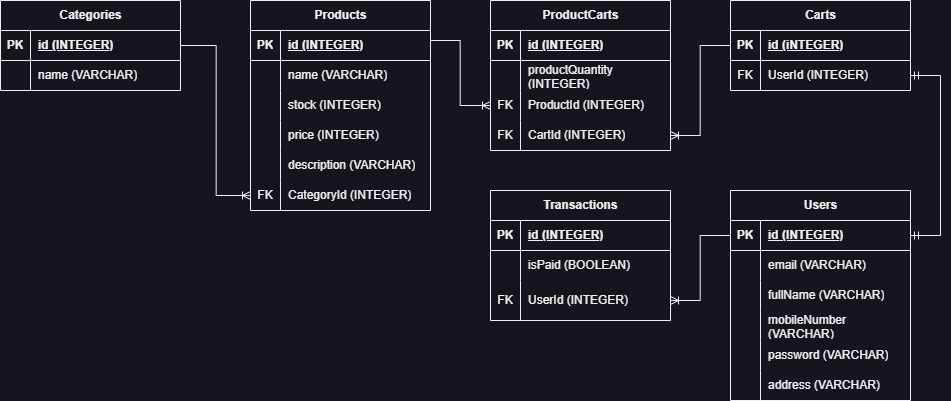 Categories
PK id (INTEGER)
name (VARCHAR)
Products
PK id (INTEGER)
name (VARCHAR)
stock (INTEGER)
price (INTEGER)
description (VARCHAR)
FK CategoryId (INTEGER)
ProductCarts
PK id (INTEGER)
productQuantity
(INTEGER)
FK ProductId (INTEGER)
FK CartId (INTEGER)
Carts
PK id (INTEGER)
FK UserId (INTEGER)
Transactions
PK id (INTEGER)
isPaid (BOOLEAN)
FK UserId (INTEGER)
Users
PK id (INTEGER)
email (VARCHAR)
fullName (VARCHAR)
mobileNumber
(VARCHAR)
password (VARCHAR)
address (VARCHAR)